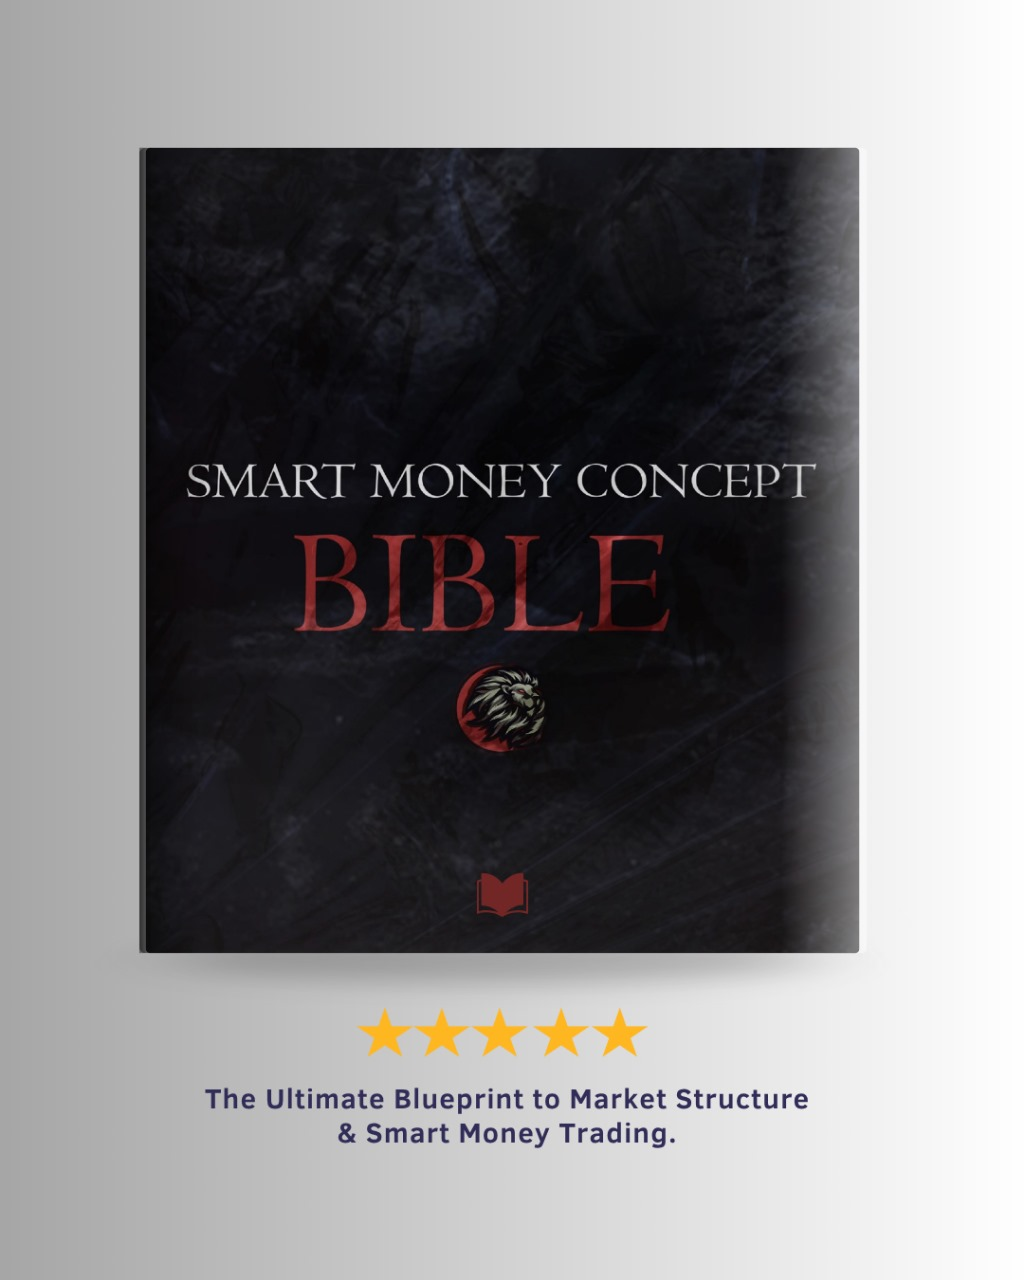 SMART MONEY CONCEPT
BIBLE
The Ultimate Blueprint to Market Structure
& Smart Money Trading.